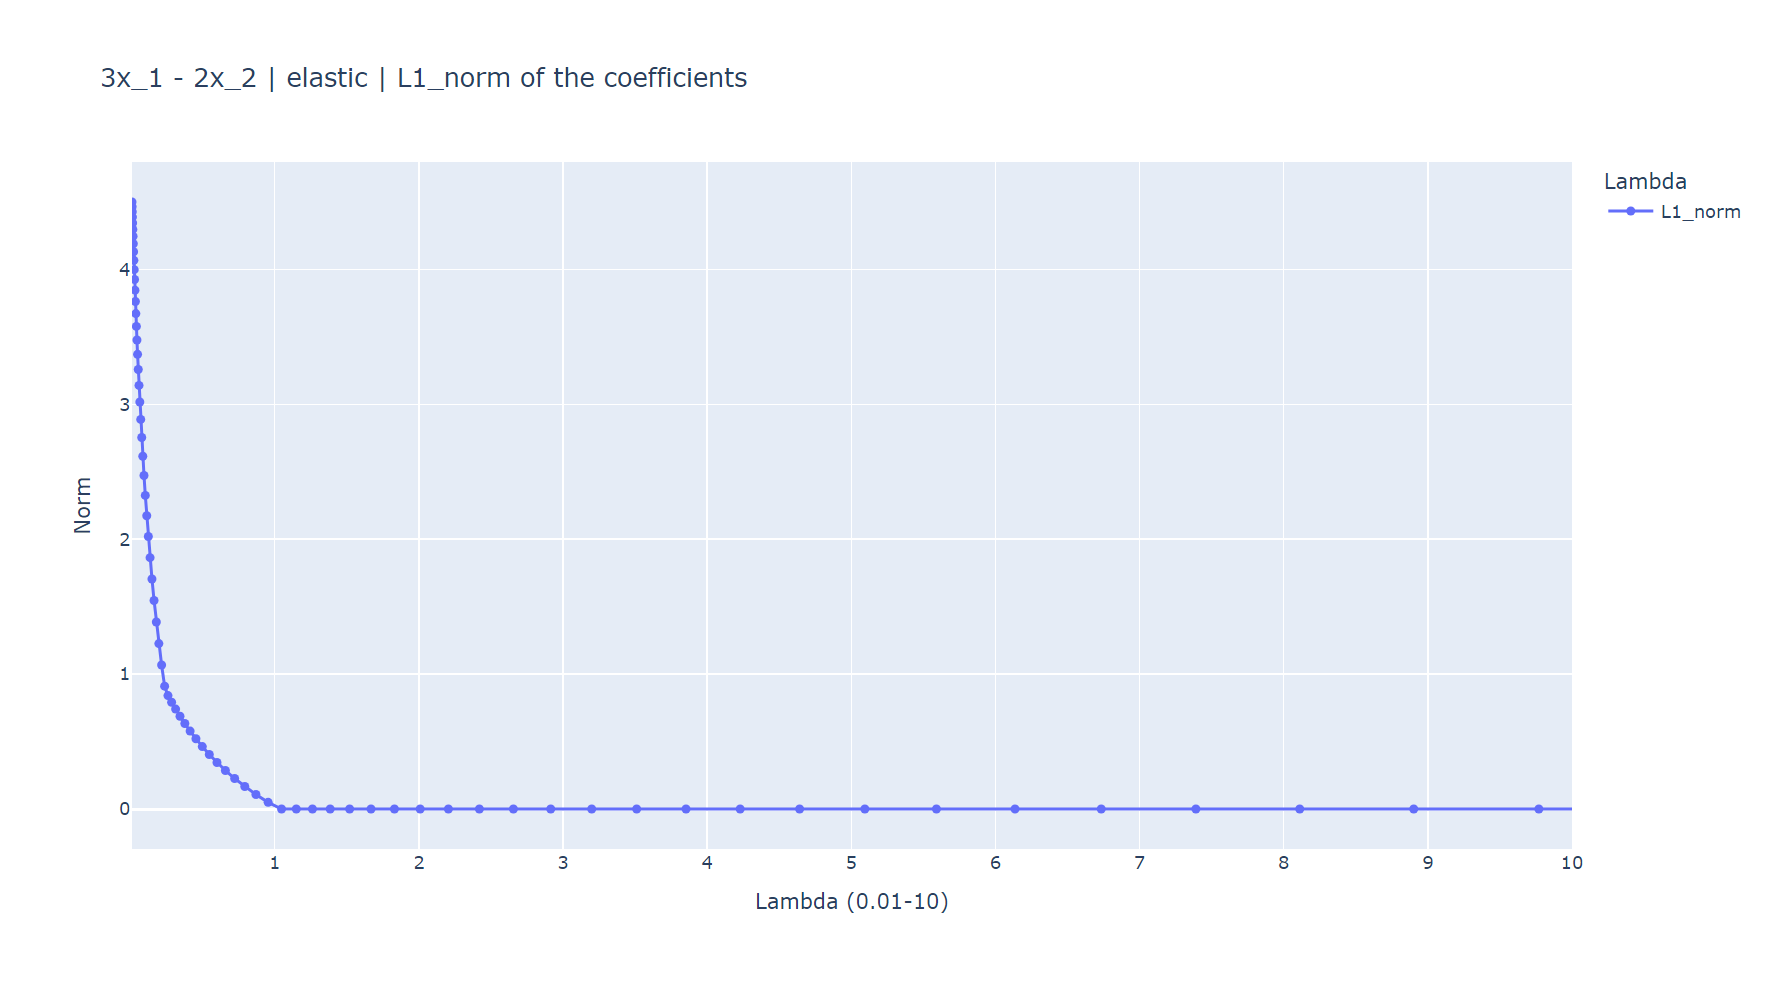 3x_1 - 2x_2 | elastic | L1_norm of the coefficients
Lambda
L1_norm
4
3
2
1
0
Norm
1 2 3 4 5 6 7 8 9 10
Lambda (0.01-10)